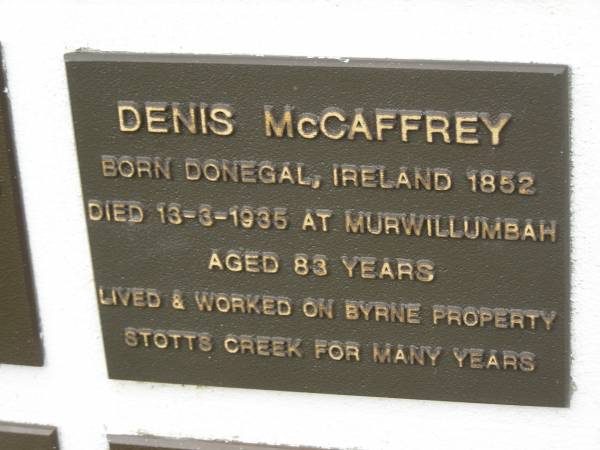 DENIS McCAFFREY
BORN DONEGAL, IRELAND 1852
DIED 13-3-1935 AT MURWILLUMBAH
AGED 83 YEARS
LIVED & WORKED ON BYRNE PROPERTY
STOTTS CREEK FOR MANY YEARS